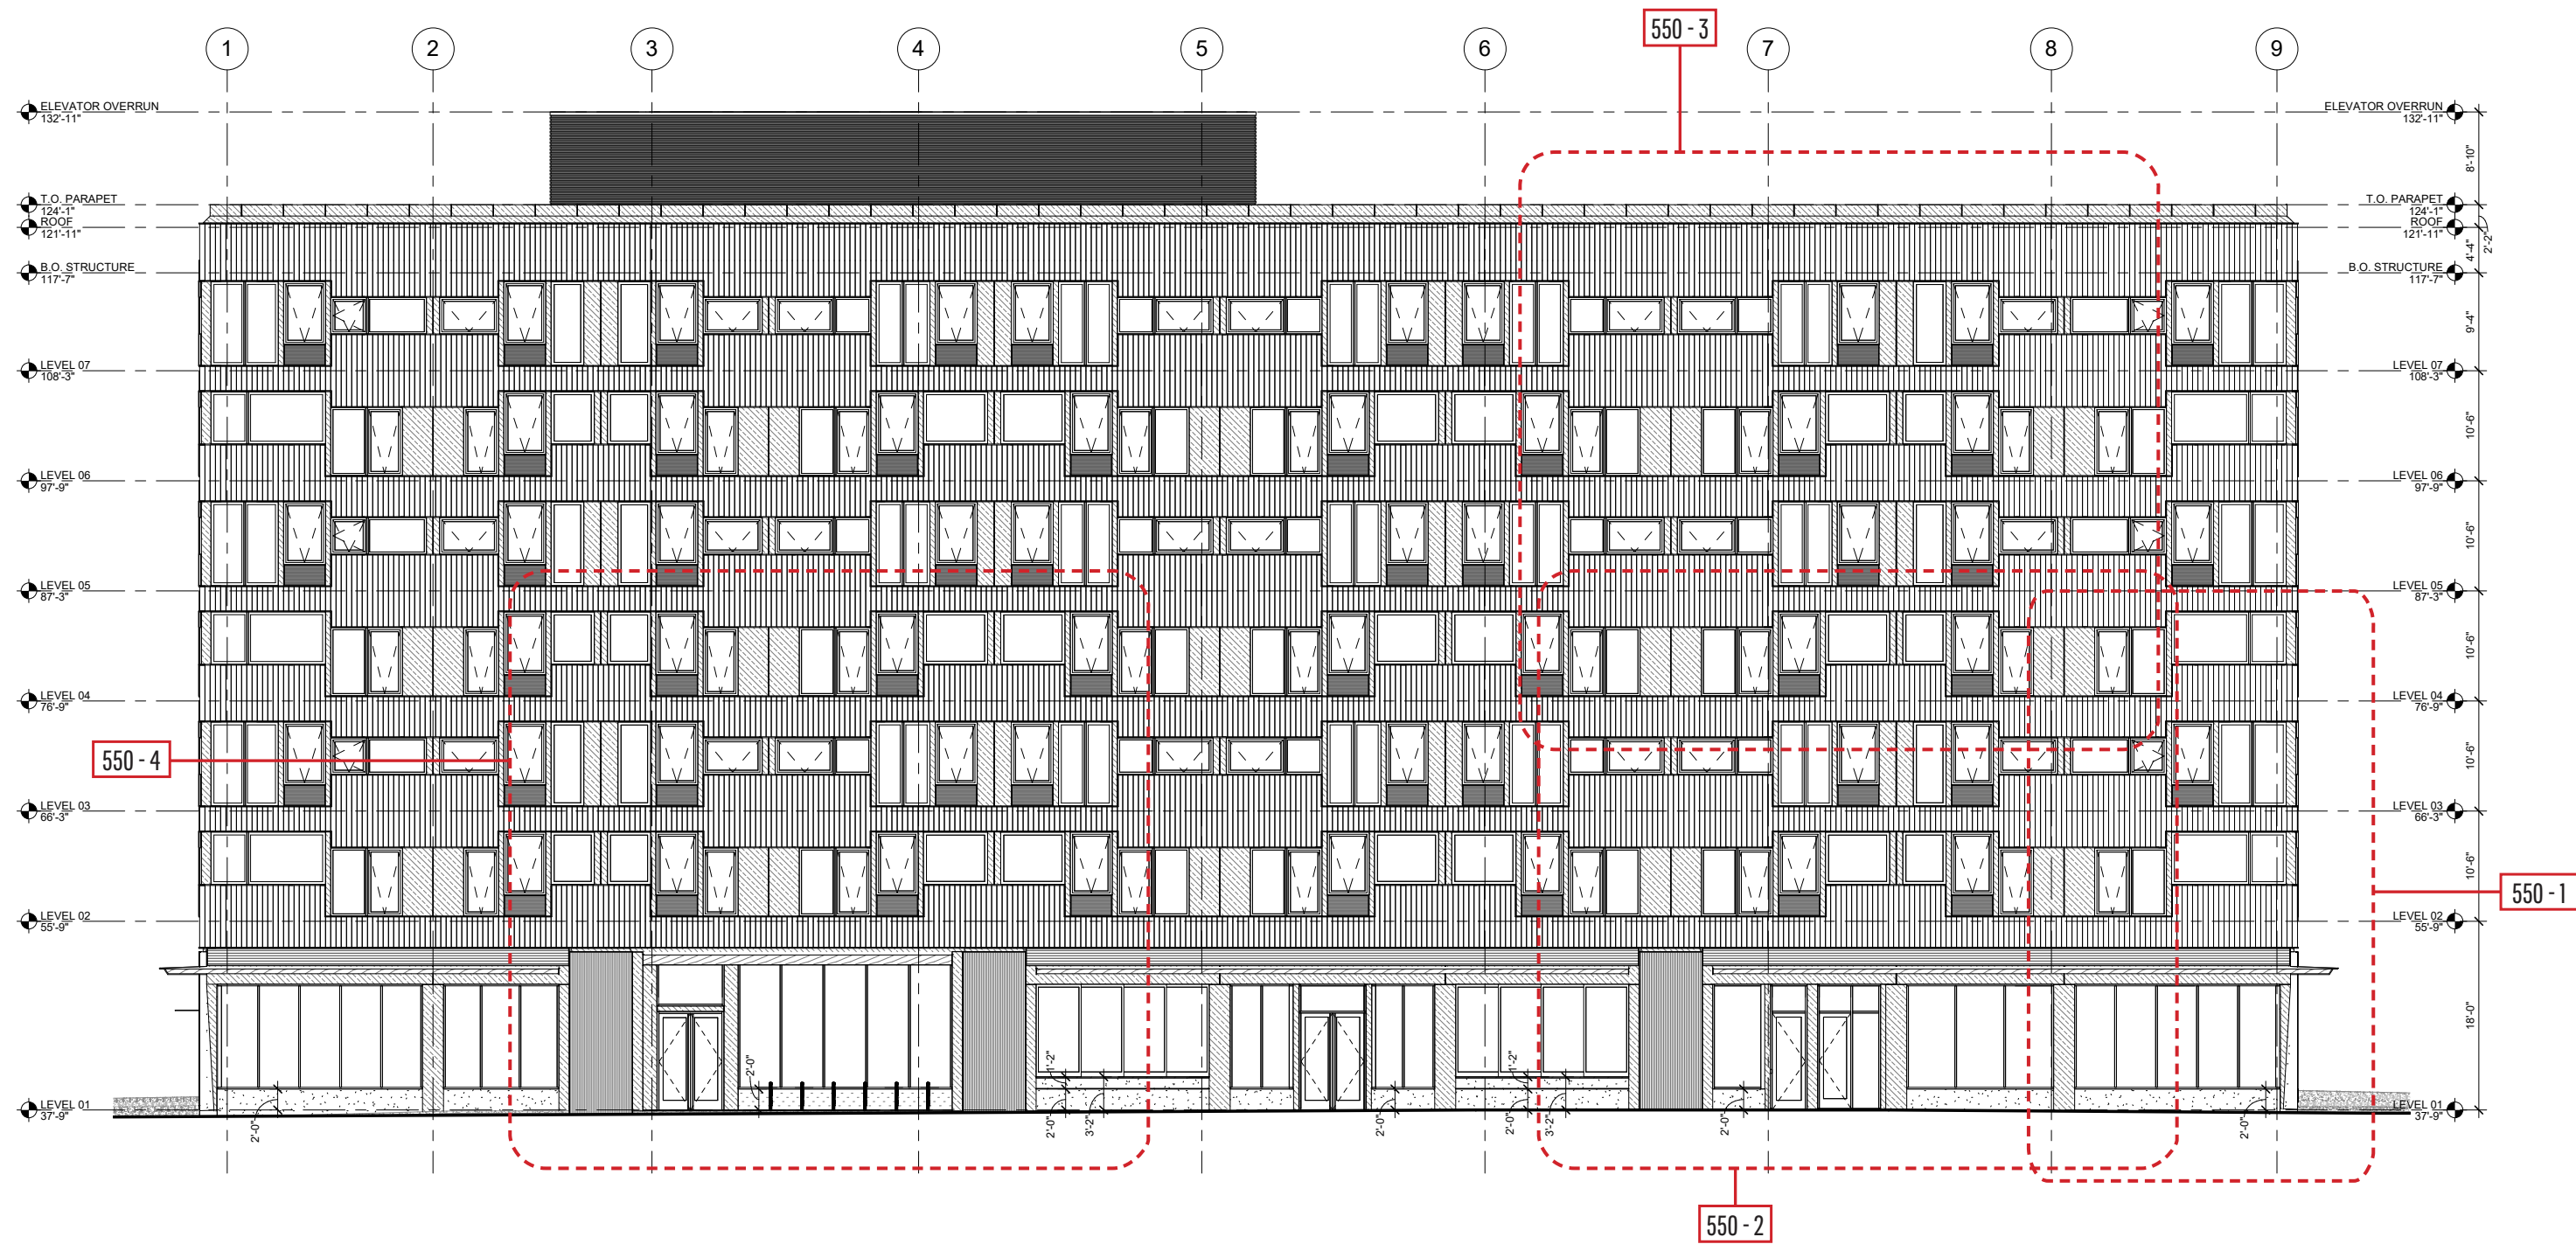 550 - 3
1 2 3 4 5 6 7 8 9
ELEVATOR OVERRUN
132'-11"
ELEVATOR OVERRUN
132'-11"
8'-10"
T.O. PARAPET
124'-1"
ROOF
121'-11"
T.O. PARAPET
124'-1"
ROOF
121'-11"
2'-2"
4'-4"
B.O. STRUCTURE
117'-7"
B.O. STRUCTURE
117'-7"
9'-4"
LEVEL 07
108'-3"
LEVEL 07
108'-3"
10'-6"
LEVEL 06
97'-9"
LEVEL 06
97'-9"
10'-6"
LEVEL 05
87'-3"
LEVEL 05
87'-3"
10'-6"
LEVEL 04
76'-9"
LEVEL 04
76'-9"
550 - 4
10'-6"
LEVEL 03
66'-3"
LEVEL 03
66'-3"
10'-6"
550 - 1
LEVEL 02
55'-9"
LEVEL 02
55'-9"
18'-0"
2'-0"
1'-2"
1'-2"
LEVEL 01
37'-9"
LEVEL 01
37'-9"
2'-0"
2'-0"
3'-2"
2'-0"
2'-0"
3'-2"
2'-0"
2'-0"
550 - 2